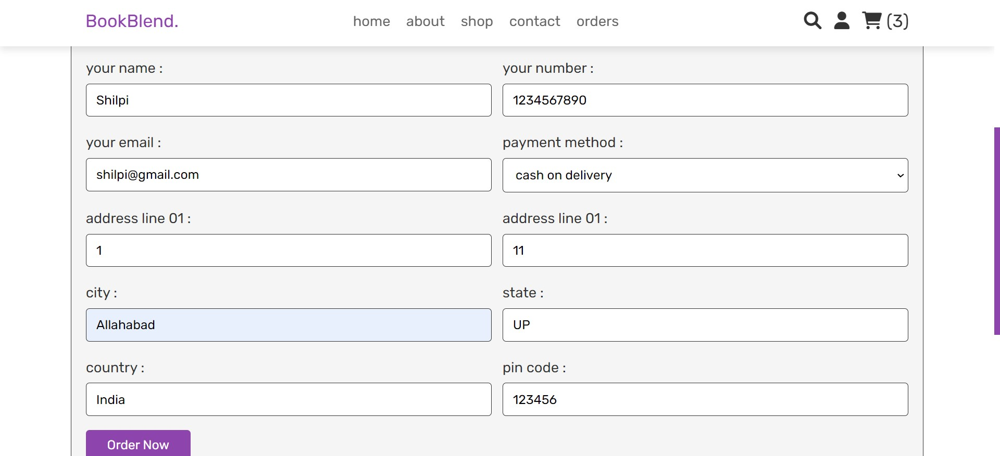 BookBlend. home about shop contact orders (3)
your name : your number :
Shilpi 1234567890
your email : payment method :
shilpi@gmail.com cash on delivery
address line 01 : address line 01 :
1 11
city : state :
Allahabad UP
country : pin code :
India 123456
Order Now